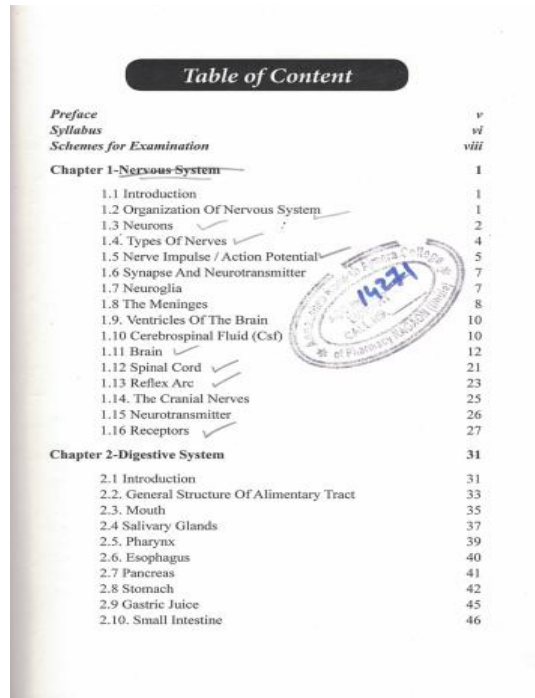 Table of Content
Preface v
Syllabus vi
Schemes for Examination viii
Chapter 1-Nervous System 1
1.1 Introduction 1
1.2 Organization Of Nervous System 1
1.3 Neurons 2
1.4. Types Of Nerves 4
1.5 Nerve Impulse / Action Potential 5
1.6 Synapse And Neurotransmitter 7
1.7 Neuroglia 7
1.8 The Meninges 8
1.9. Ventricles Of The Brain 10
1.10 Cerebrospinal Fluid (Csf) 10
1.11 Brain 12
1.12 Spinal Cord 21
1.13 Reflex Arc 23
1.14. The Cranial Nerves 25
1.15 Neurotransmitter 26
1.16 Receptors 27
14271
College
of Pharmacy
Chapter 2-Digestive System 31
2.1 Introduction 31
2.2. General Structure Of Alimentary Tract 33
2.3. Mouth 35
2.4 Salivary Glands 37
2.5. Pharynx 39
2.6. Esophagus 40
2.7 Pancreas 41
2.8 Stomach 42
2.9 Gastric Juice 45
2.10. Small Intestine 46